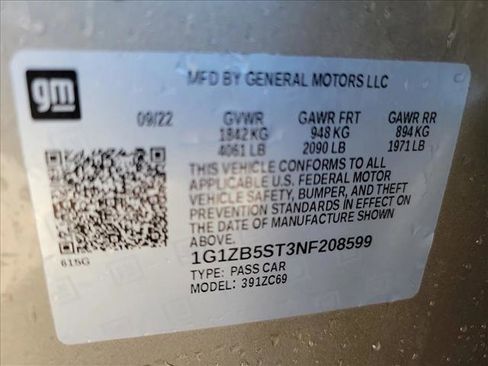 gm
MFD BY GENERAL MOTORS LLC
09/22 GVWR GAWR FRT GAWR RR
1842 KG 948 KG 894 KG
4061 LB 2090 LB 1971 LB
THIS VEHICLE CONFORMS TO ALL
APPLICABLE U.S. FEDERAL MOTOR
VEHICLE SAFETY, BUMPER, AND THEFT
PREVENTION STANDARDS IN EFFECT ON
THE DATE OF MANUFACTURE SHOWN
ABOVE.
615G
1G1ZB5ST3NF208599
TYPE: PASS CAR
MODEL: 391ZC69